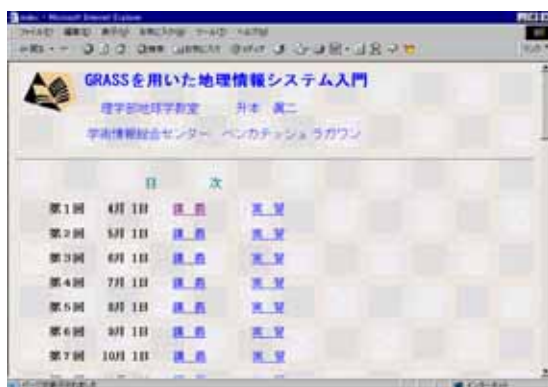 index - Microsoft Internet Explorer
GRASSを用いた地理情報システム入門
理学部地球学教室 升本 眞二
学術情報総合センター ベンカテッシュ ラガワン
目 次
第1回 4月 1日 講 義 実 習
第2回 5月 1日 講 義 実 習
第3回 6月 1日 講 義 実 習
第4回 7月 1日 講 義 実 習
第5回 8月 1日 講 義 実 習
第6回 9月 1日 講 義 実 習
第7回 10月 1日 講 義 実 習